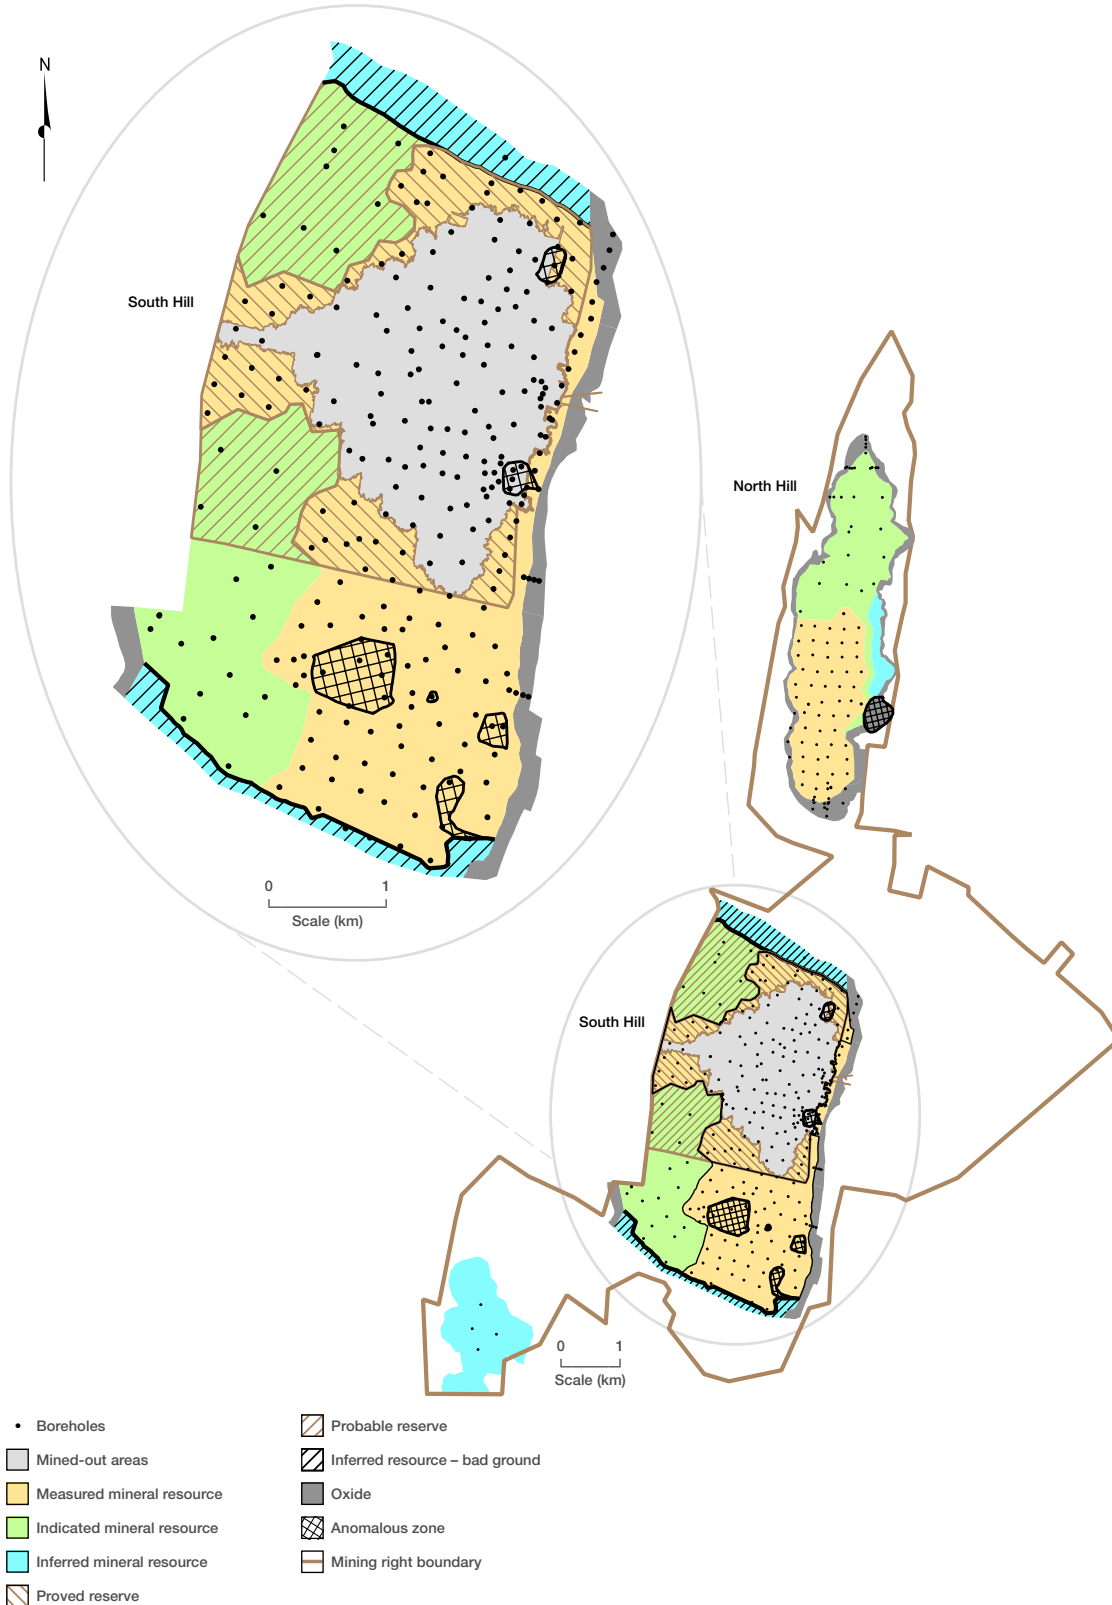 N
South Hill
0 1
Scale (km)
North Hill
South Hill
0 1
Scale (km)
Boreholes
Mined-out areas
Measured mineral resource
Indicated mineral resource
Inferred mineral resource
Proved reserve
Probable reserve
Inferred resource – bad ground
Oxide
Anomalous zone
Mining right boundary